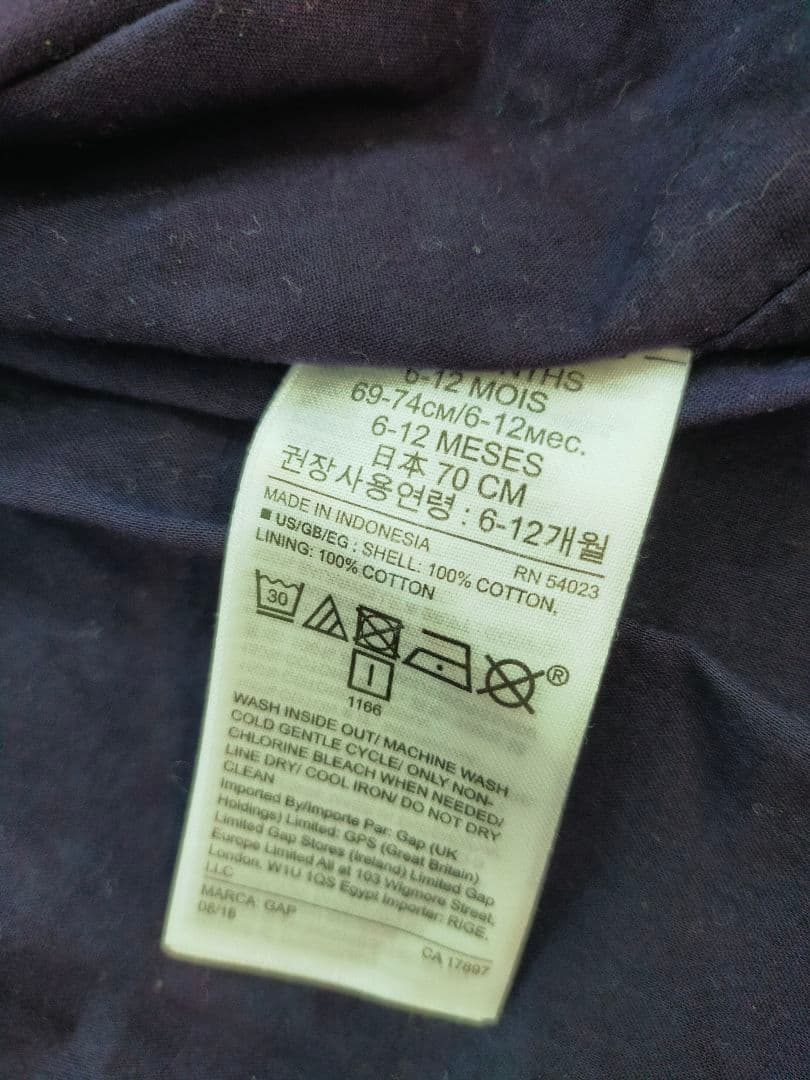 6-12 MOIS
69-74см/6-12мес.
6-12 MESES
日本 70 CM
권장사용연령 : 6-12개월
MADE IN INDONESIA
RN 54023
US/GB/EG : SHELL: 100% COTTON,
LINING: 100% COTTON
30
®
1166
WASH INSIDE OUT/ MACHINE WASH
COLD GENTLE CYCLE/ ONLY NON-
CHLORINE BLEACH WHEN NEEDED/
LINE DRY/ COOL IRON/ DO NOT DRY
CLEAN
Imported By/Importe Par: Gap (UK
Holdings) Limited: GPS (Great Britain)
Limited Gap Stores (Ireland) Limited Gap
Europe Limited All at 103 Wigmore Street,
London, W1U 1QS Egypt Importer: RIGE,
LLC
MARCA: GAP
08/18
CA 17897